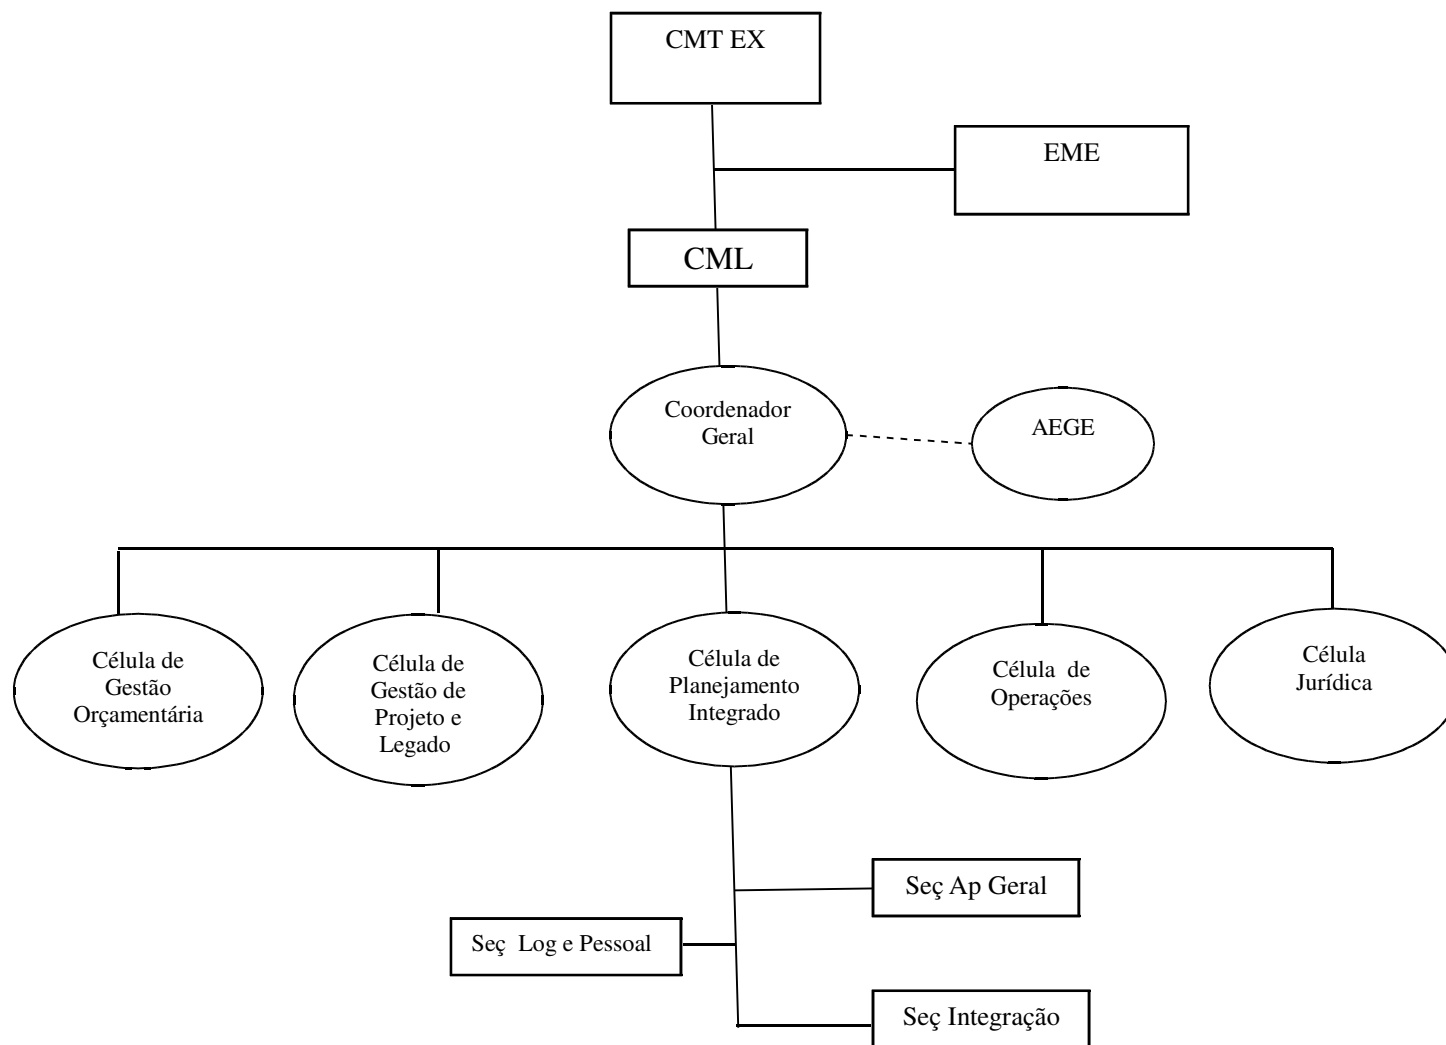 CMT EX
EME
CML
Coordenador
Geral
AEGE
Célula de
Gestão
Orçamentária
Célula de
Gestão de
Projeto e
Legado
Célula de
Planejamento
Integrado
Célula de
Operações
Célula
Jurídica
Seç Ap Geral
Seç Log e Pessoal
Seç Integração